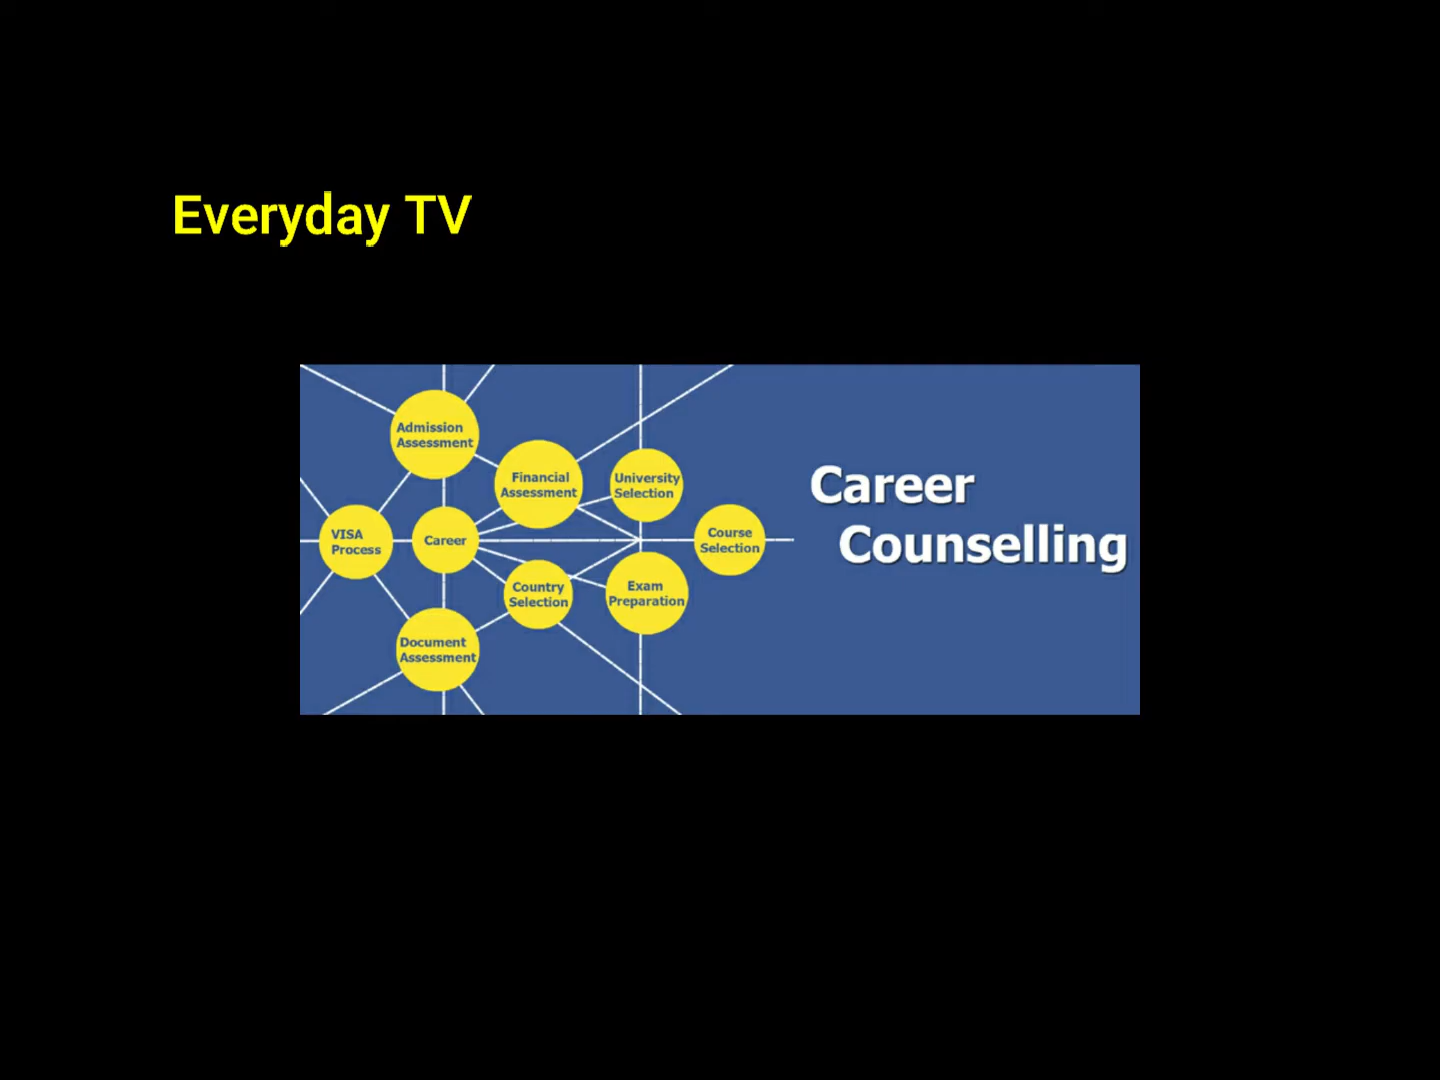 Everyday TV
Admission
Assessment
Financial
Assessment
University
Selection
VISA
Process
Career
Course
Selection
Country
Selection
Exam
Preparation
Document
Assessment
Career
Counselling